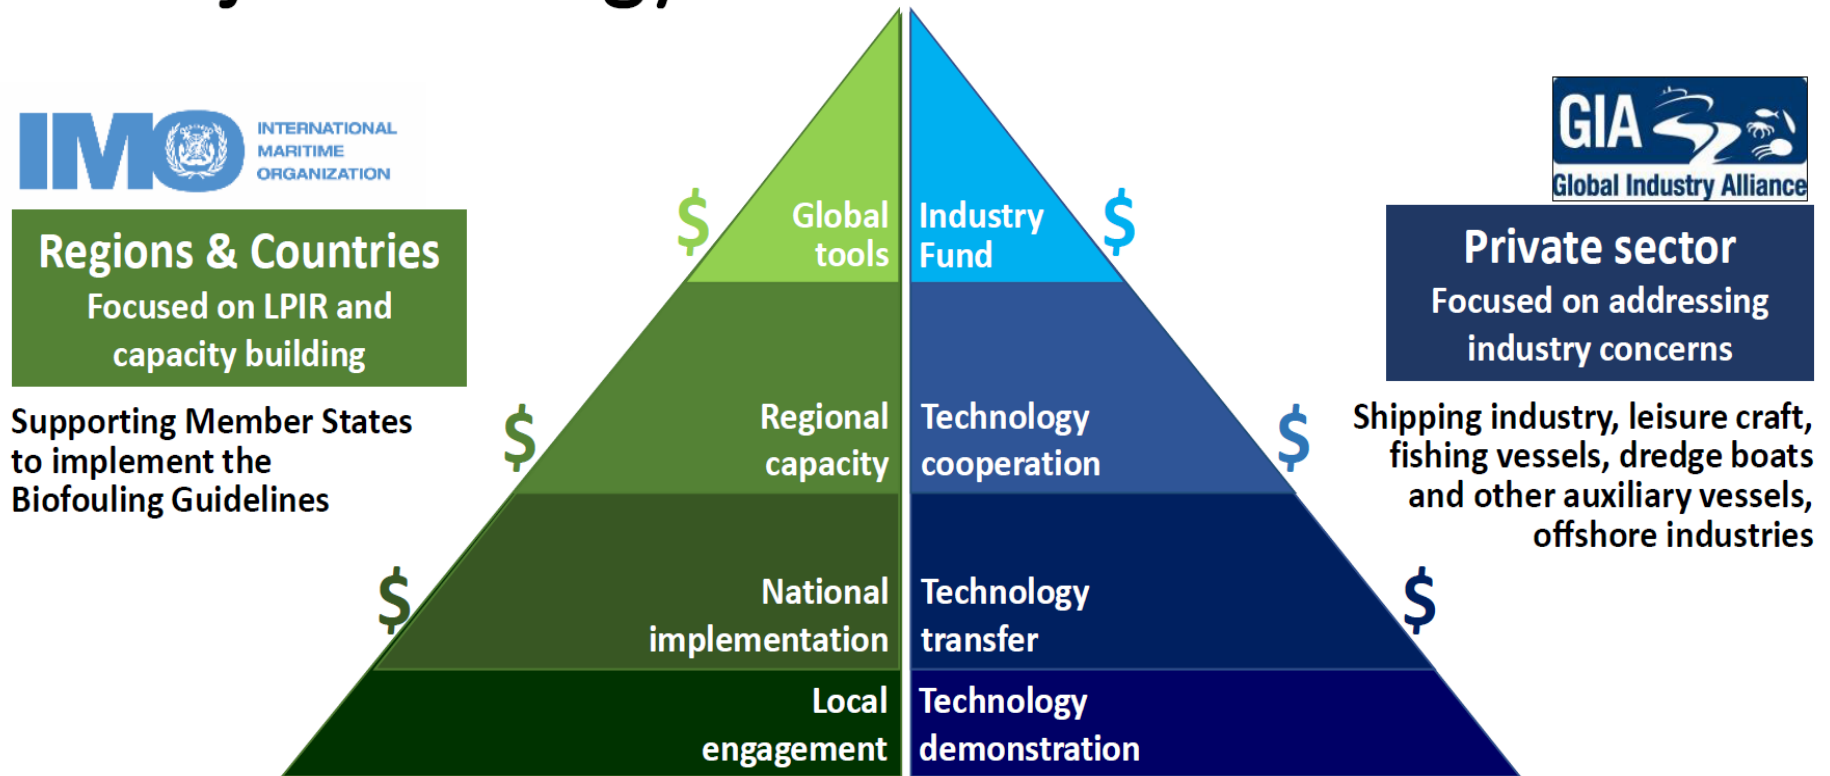 IMO
INTERNATIONAL
MARITIME
ORGANIZATION
Regions & Countries
Focused on LPIR and
capacity building
Supporting Member States
to implement the
Biofouling Guidelines
$
Global
tools
$
Regional
capacity
$
National
implementation
Local
engagement
Industry
Fund
$
Technology
cooperation
$
Technology
transfer
$
Technology
demonstration
GIA
Global Industry Alliance
Private sector
Focused on addressing
industry concerns
Shipping industry, leisure craft,
fishing vessels, dredge boats
and other auxiliary vessels,
offshore industries